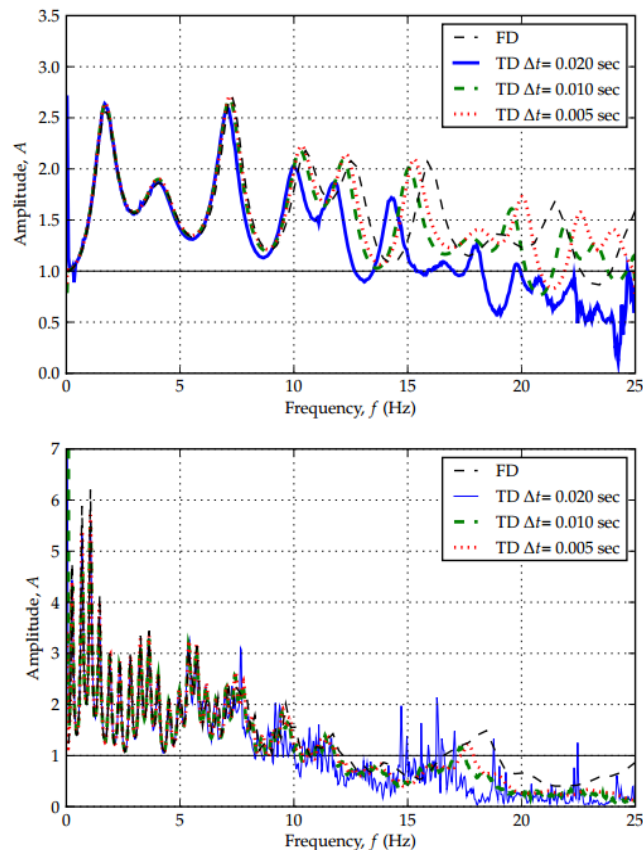 3.5
3.0
2.5
2.0
1.5
1.0
0.5
0.0
Amplitude, A
FD
TD Δt= 0.020 sec
TD Δt= 0.010 sec
TD Δt= 0.005 sec
0 5 10 15 20 25
Frequency, f (Hz)
7
6
5
4
3
2
1
0
Amplitude, A
FD
TD Δt= 0.020 sec
TD Δt= 0.010 sec
TD Δt= 0.005 sec
0 5 10 15 20 25
Frequency, f (Hz)